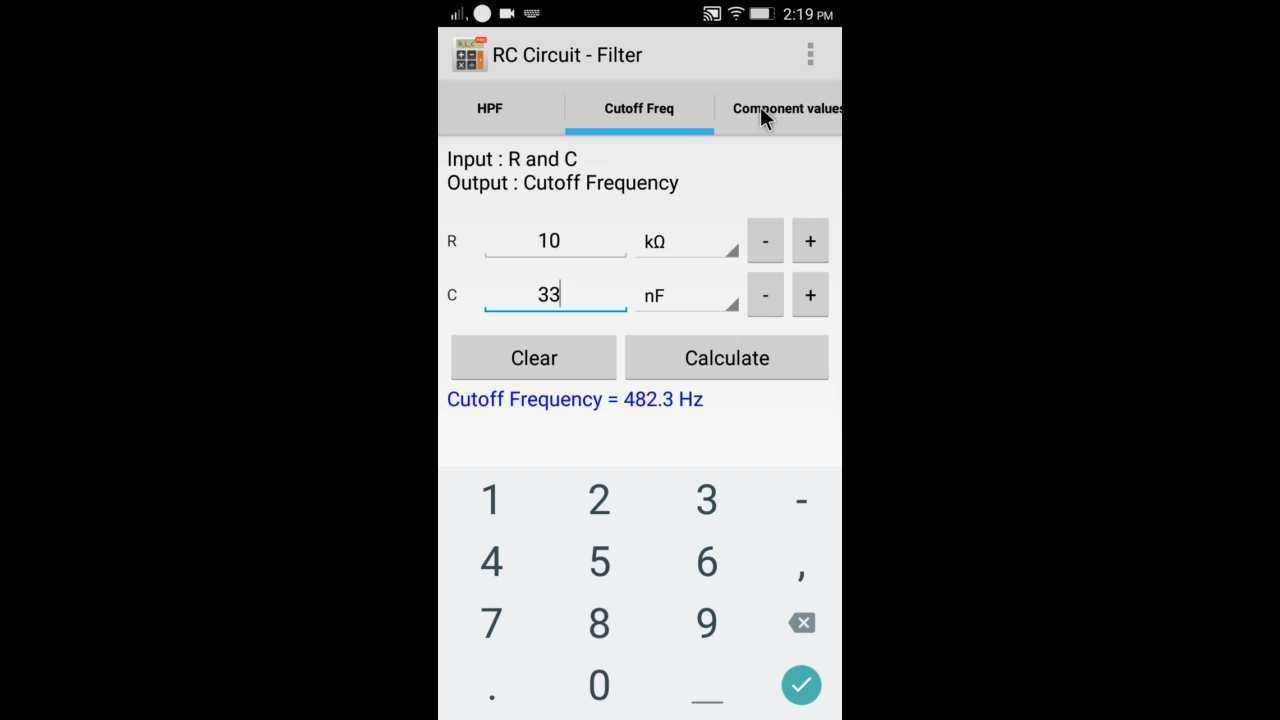 2:19 PM
RC Circuit - Filter
HPF
Cutoff Freq
Component values
Input : R and C
Output : Cutoff Frequency
R 10 kΩ - +
C 33 nF - +
Clear Calculate
Cutoff Frequency = 482.3 Hz
1 2 3 -
4 5 6 ,
7 8 9
. 0 _